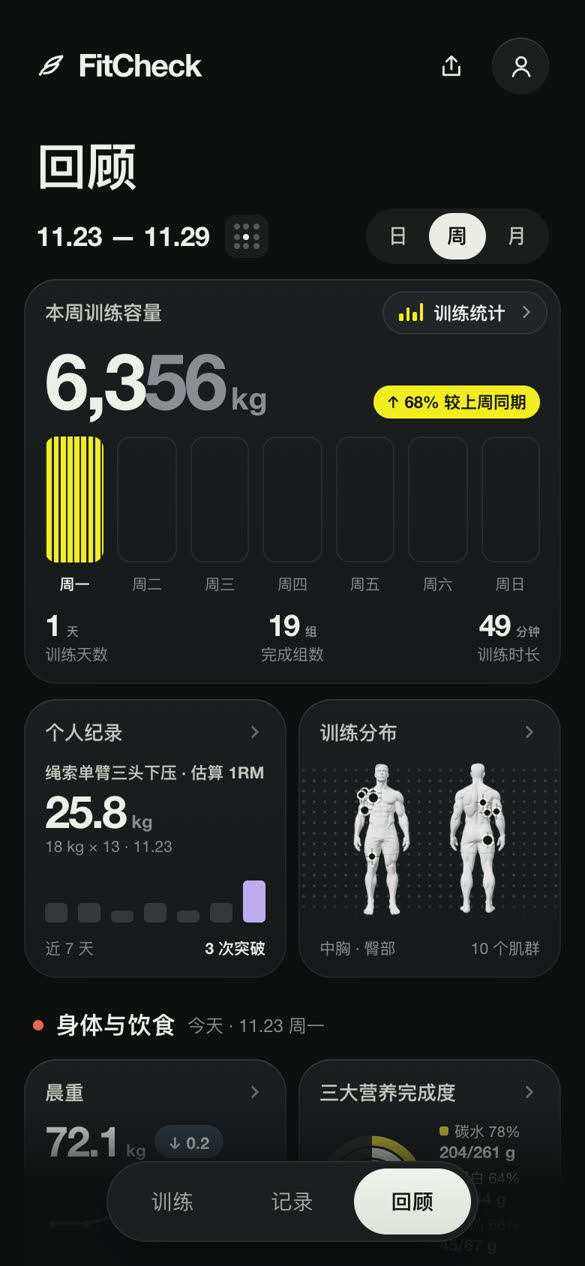 FitCheck
回顾
11.23 — 11.29
日 周 月
本周训练容量
训练统计
6,356 kg
↑ 68% 较上周同期
周一 周二 周三 周四 周五 周六 周日
1 天 19 组 49 分钟
训练天数 完成组数 训练时长
个人纪录
绳索单臂三头下压 · 估算 1RM
25.8 kg
18 kg × 13 · 11.23
近 7 天 3 次突破
训练分布
中胸 · 臀部 10 个肌群
身体与饮食 今天 · 11.23 周一
晨重
72.1 kg ↓ 0.2
三大营养完成度
碳水 78%
204/261 g
白 64%
45/67 g
训练 记录 回顾